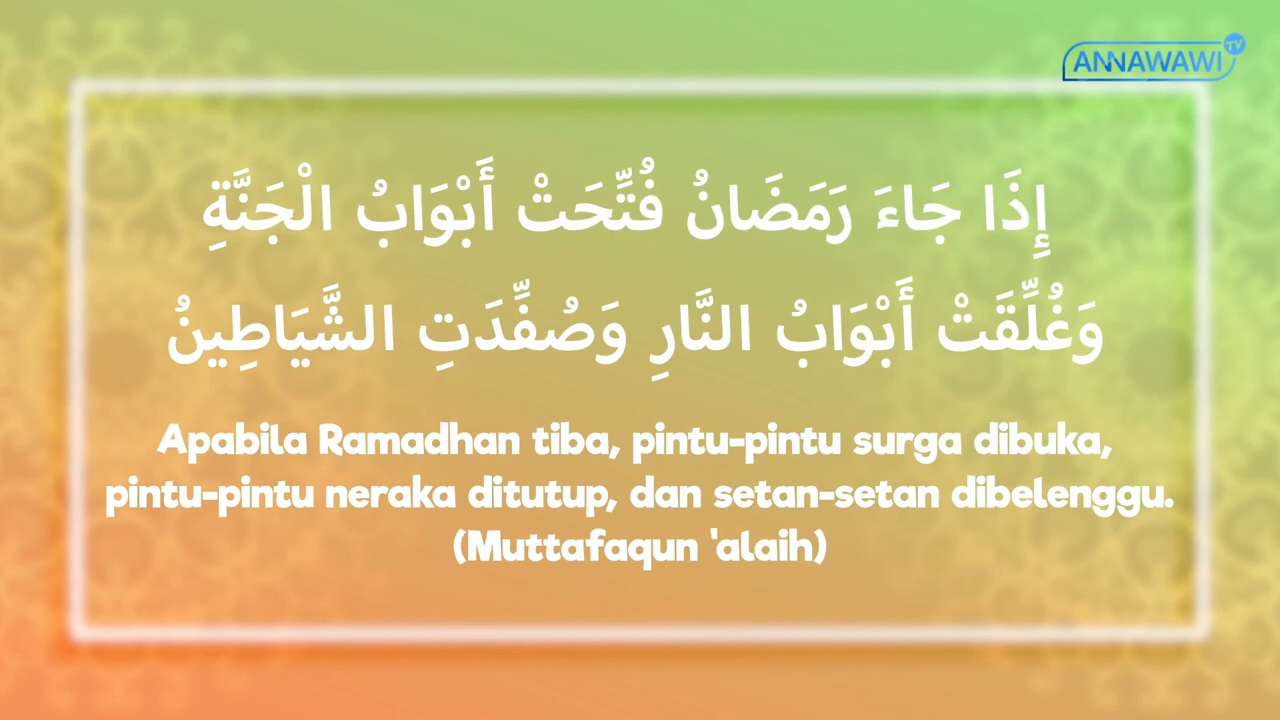 ANNAWAWI TV
إِذَا جَاءَ رَمَضَانُ فُتِّحَتْ أَبْوَابُ الْجَنَّةِ
وَغُلِّقَتْ أَبْوَابُ النَّارِ وَصُفِّدَتِ الشَّيَاطِينُ
Apabila Ramadhan tiba, pintu-pintu surga dibuka,
pintu-pintu neraka ditutup, dan setan-setan dibelenggu.
(Muttafaqun 'alaih)